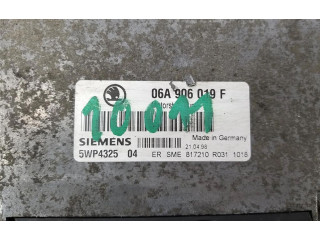 06A 906 019 F
10011
SIEMENS
Made in Germany
21.04.98
5WP4325 04
ER SME 817210 R031 1018